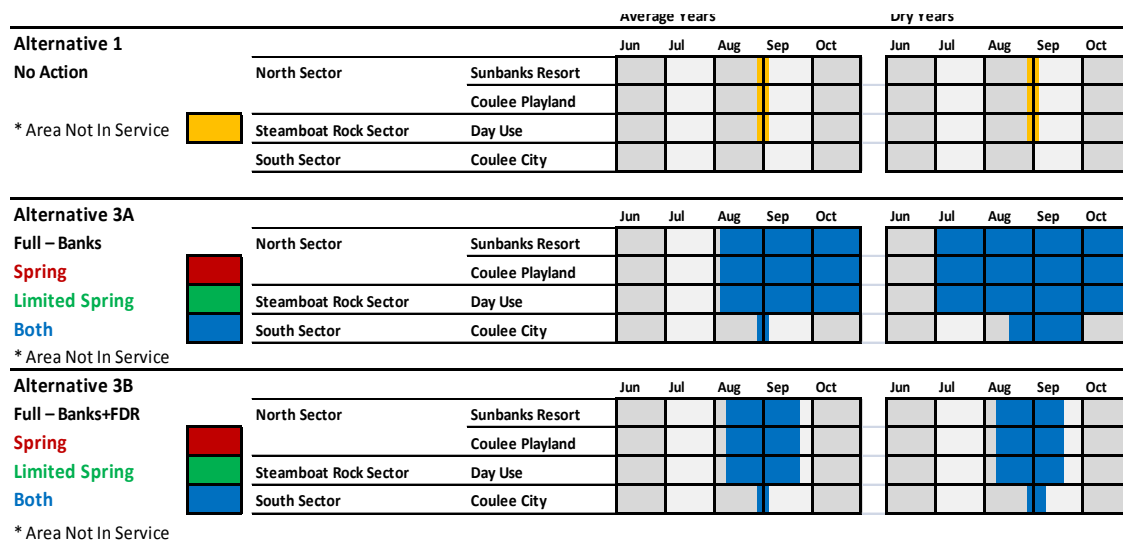 Average Years Dry Years
Alternative 1 Jun Jul Aug Sep Oct Jun Jul Aug Sep Oct
No Action North Sector Sunbanks Resort
Coulee Playland
* Area Not In Service Steamboat Rock Sector Day Use
South Sector Coulee City
Alternative 3A Jun Jul Aug Sep Oct Jun Jul Aug Sep Oct
Full – Banks North Sector Sunbanks Resort
Spring Coulee Playland
Limited Spring Steamboat Rock Sector Day Use
Both South Sector Coulee City
* Area Not In Service
Alternative 3B Jun Jul Aug Sep Oct Jun Jul Aug Sep Oct
Full – Banks+FDR North Sector Sunbanks Resort
Spring Coulee Playland
Limited Spring Steamboat Rock Sector Day Use
Both South Sector Coulee City
* Area Not In Service